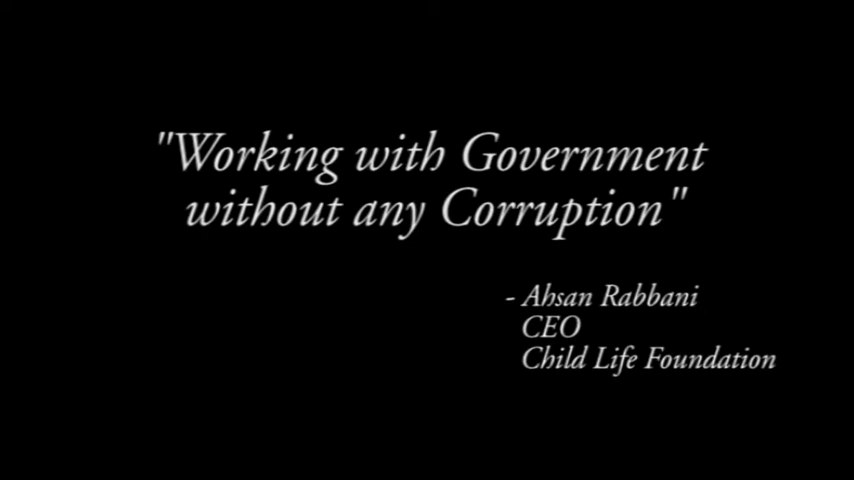 "Working with Government
without any Corruption"
- Ahsan Rabbani
CEO
Child Life Foundation